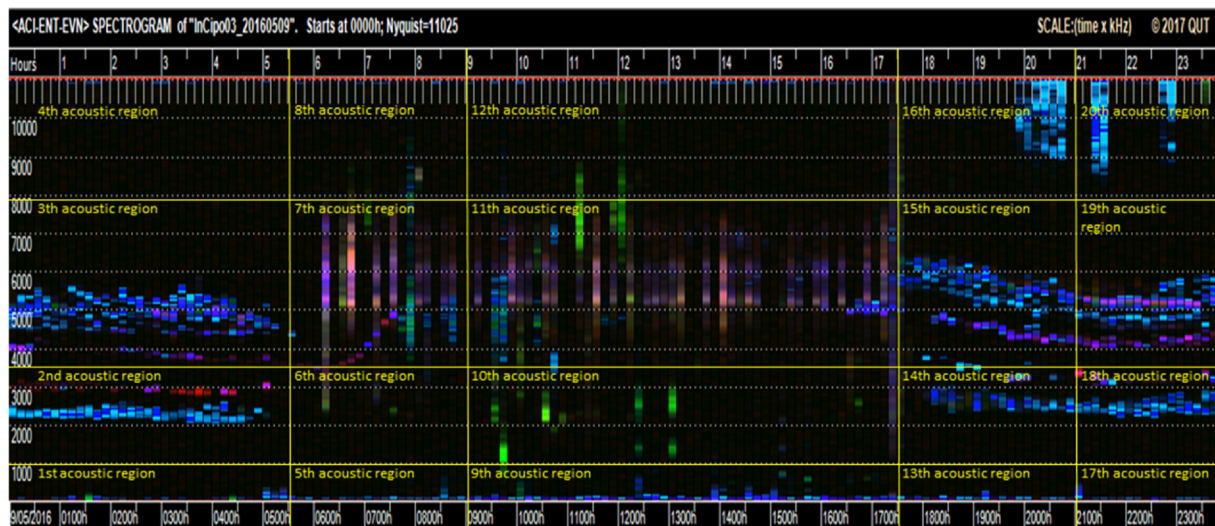 <ACI-ENT-EVN> SPECTROGRAM of "InCipo03_20160509". Starts at 0000h; Nyquist=11025 SCALE:(time x kHz) © 2017 QUT
Hours 1 2 3 4 5 6 7 8 9 10 11 12 13 14 15 16 17 18 19 20 21 22 23
4th acoustic region 8th acoustic region 12th acoustic region 16th acoustic region 20th acoustic region
10000
9000
8000
3th acoustic region 7th acoustic region 11th acoustic region 15th acoustic region 19th acoustic
region
7000
6000
5000
4000
2nd acoustic region 6th acoustic region 10th acoustic region 14th acoustic region 18th acoustic region
3000
2000
1000
1st acoustic region 5th acoustic region 9th acoustic region 13th acoustic region 17th acoustic region
9/05/2016 0100h 0200h 0300h 0400h 0500h 0600h 0700h 0800h 0900h 1000h 1100h 1200h 1300h 1400h 1500h 1600h 1700h 1800h 1900h 2000h 2100h 2200h 2300h